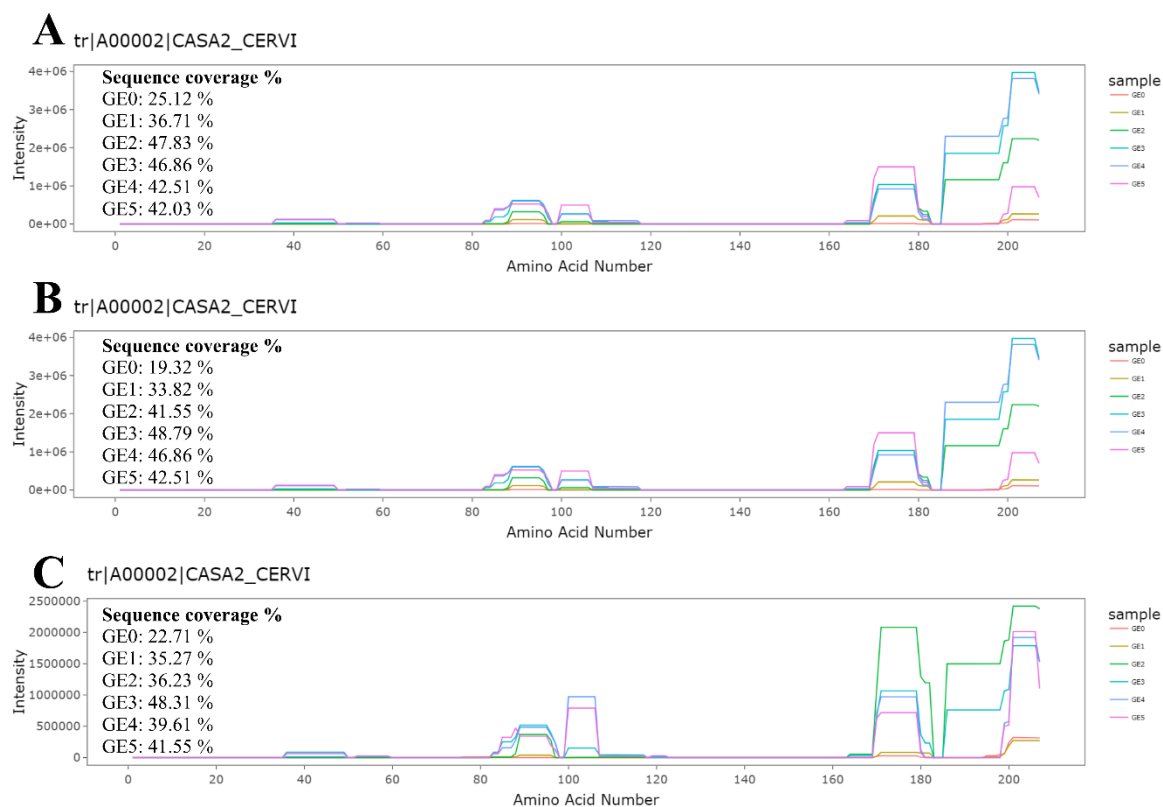 A
tr|A00002|CASA2_CERVI
Sequence coverage %
GE0: 25.12 %
GE1: 36.71 %
GE2: 47.83 %
GE3: 46.86 %
GE4: 42.51 %
GE5: 42.03 %
4e+06
3e+06
2e+06
1e+06
0e+00
Intensity
0 20 40 60 80 100 120 140 160 180 200
Amino Acid Number
sample
GE0
GE1
GE2
GE3
GE4
GE5
B
tr|A00002|CASA2_CERVI
Sequence coverage %
GE0: 19.32 %
GE1: 33.82 %
GE2: 41.55 %
GE3: 48.79 %
GE4: 46.86 %
GE5: 42.51 %
4e+06
3e+06
2e+06
1e+06
0e+00
Intensity
0 20 40 60 80 100 120 140 160 180 200
Amino Acid Number
sample
GE0
GE1
GE2
GE3
GE4
GE5
C
tr|A00002|CASA2_CERVI
Sequence coverage %
GE0: 22.71 %
GE1: 35.27 %
GE2: 36.23 %
GE3: 48.31 %
GE4: 39.61 %
GE5: 41.55 %
2500000
2000000
1500000
1000000
500000
0
Intensity
0 20 40 60 80 100 120 140 160 180 200
Amino Acid Number
sample
GE0
GE1
GE2
GE3
GE4
GE5